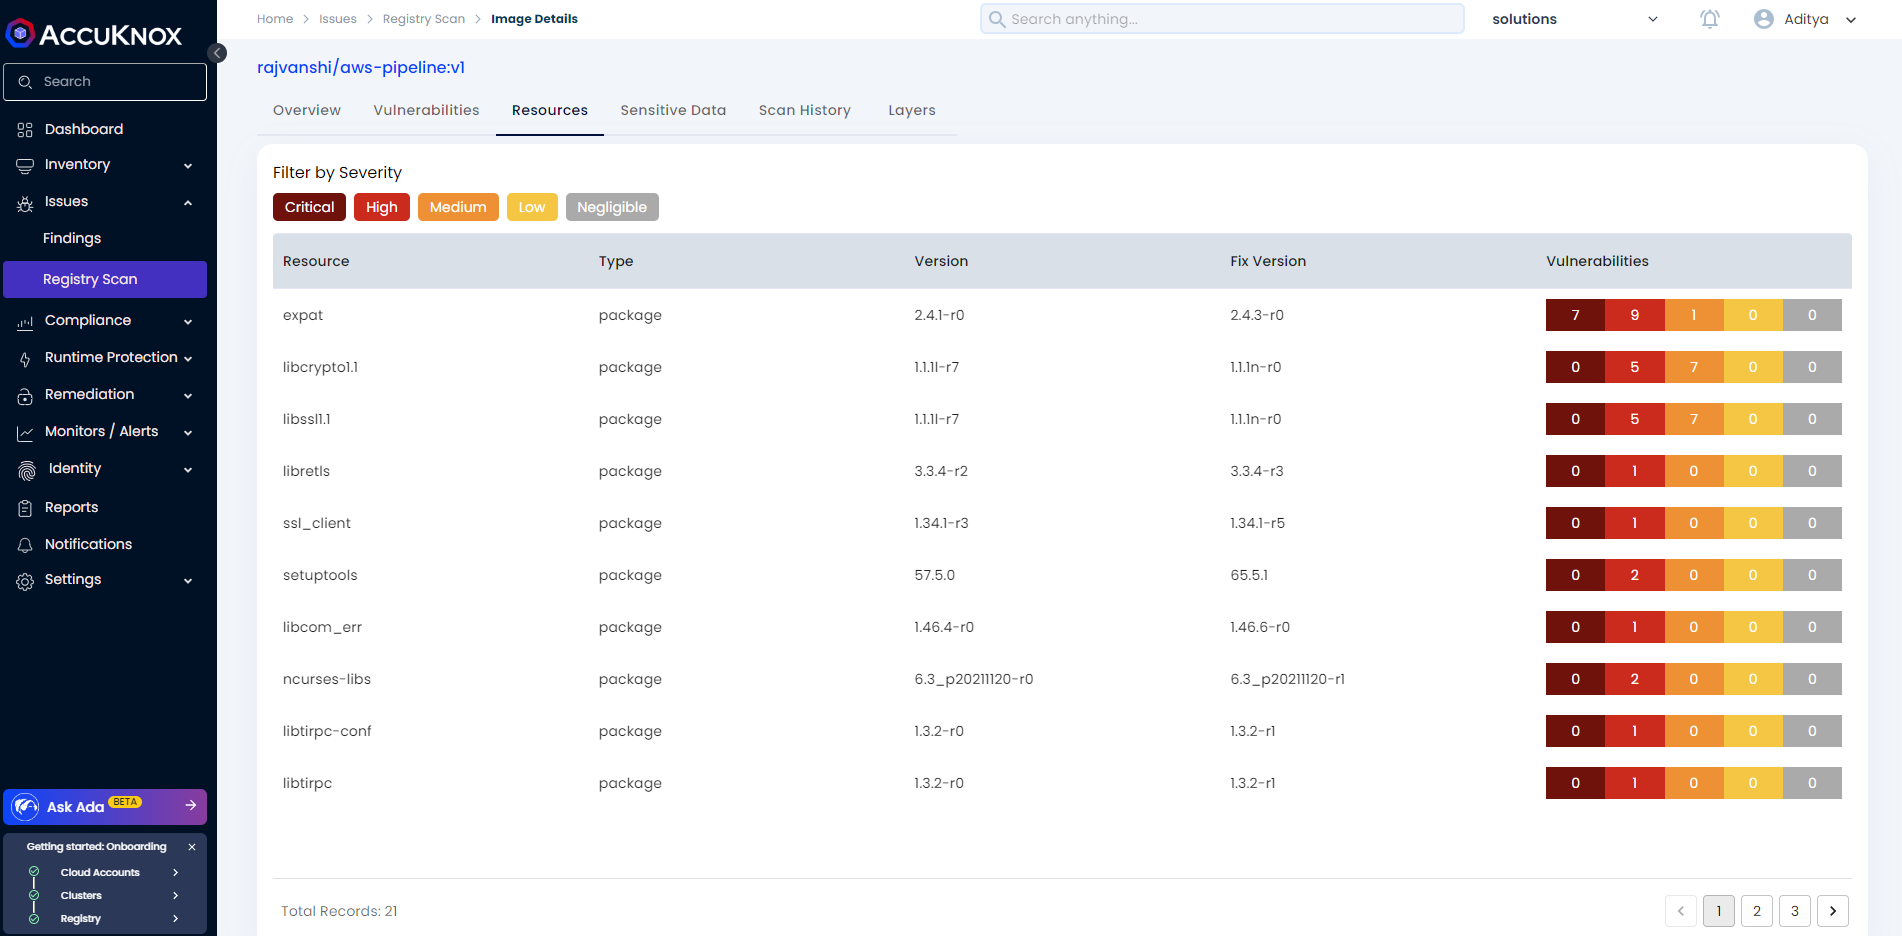 ACCUKNOX
Search
Dashboard
Inventory
Issues
Findings
Registry Scan
Compliance
Runtime Protection
Remediation
Monitors / Alerts
Identity
Reports
Notifications
Settings
Ask Ada BETA
Getting started: Onboarding
Cloud Accounts
Clusters
Registry
Home Issues Registry Scan Image Details
Search anything...
solutions
Aditya
rajvanshi/aws-pipeline:v1
Overview Vulnerabilities Resources Sensitive Data Scan History Layers
Filter by Severity
Critical High Medium Low Negligible
Resource Type Version Fix Version Vulnerabilities
expat package 2.4.1-r0 2.4.3-r0 7 9 1 0 0
libcrypto1.1 package 1.1.1l-r7 1.1.1n-r0 0 5 7 0 0
libssl1.1 package 1.1.1l-r7 1.1.1n-r0 0 5 7 0 0
libretls package 3.3.4-r2 3.3.4-r3 0 1 0 0 0
ssl_client package 1.34.1-r3 1.34.1-r5 0 1 0 0 0
setuptools package 57.5.0 65.5.1 0 2 0 0 0
libcom_err package 1.46.4-r0 1.46.6-r0 0 1 0 0 0
ncurses-libs package 6.3_p20211120-r0 6.3_p20211120-r1 0 2 0 0 0
libtirpc-conf package 1.3.2-r0 1.3.2-r1 0 1 0 0 0
libtirpc package 1.3.2-r0 1.3.2-r1 0 1 0 0 0
Total Records: 21
1 2 3